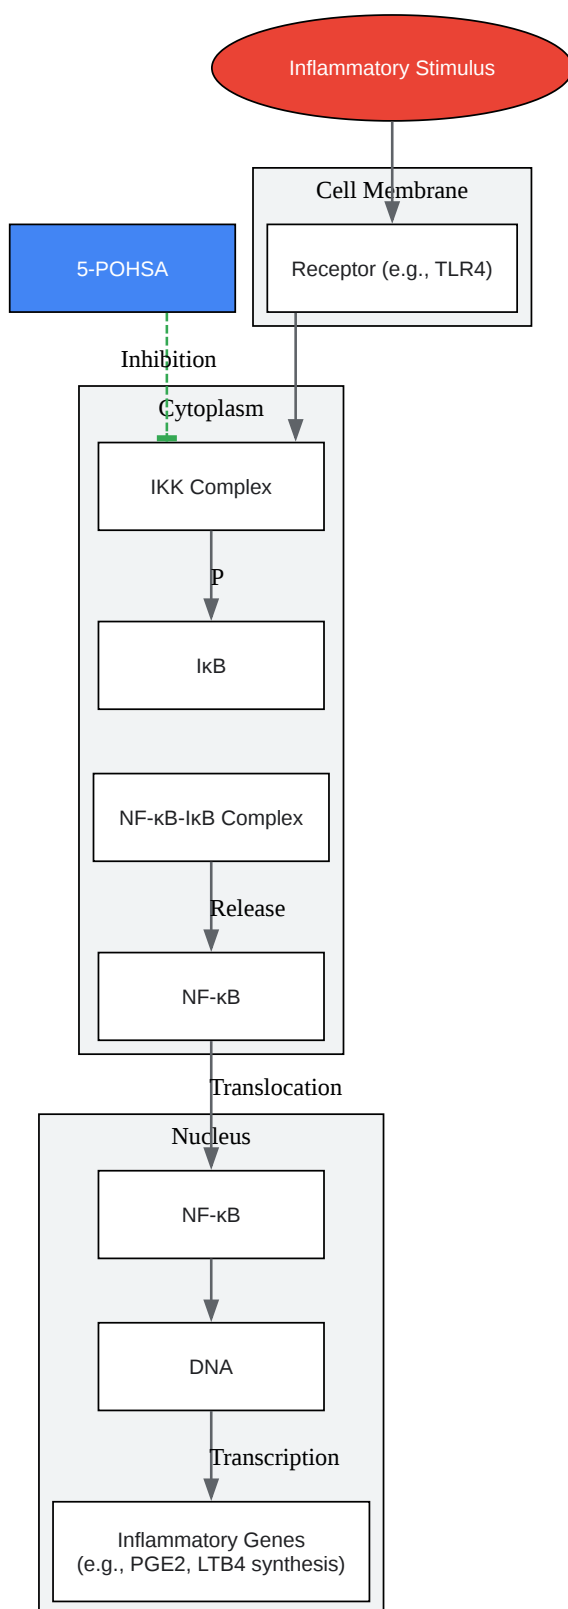 Inflammatory Stimulus
Cell Membrane
Receptor (e.g., TLR4)
5-POHSA
Inhibition
Cytoplasm
IKK Complex
P
IκB
NF-κB-IκB Complex
Release
NF-κB
Translocation
Nucleus
NF-κB
DNA
Transcription
Inflammatory Genes
(e.g., PGE2, LTB4 synthesis)